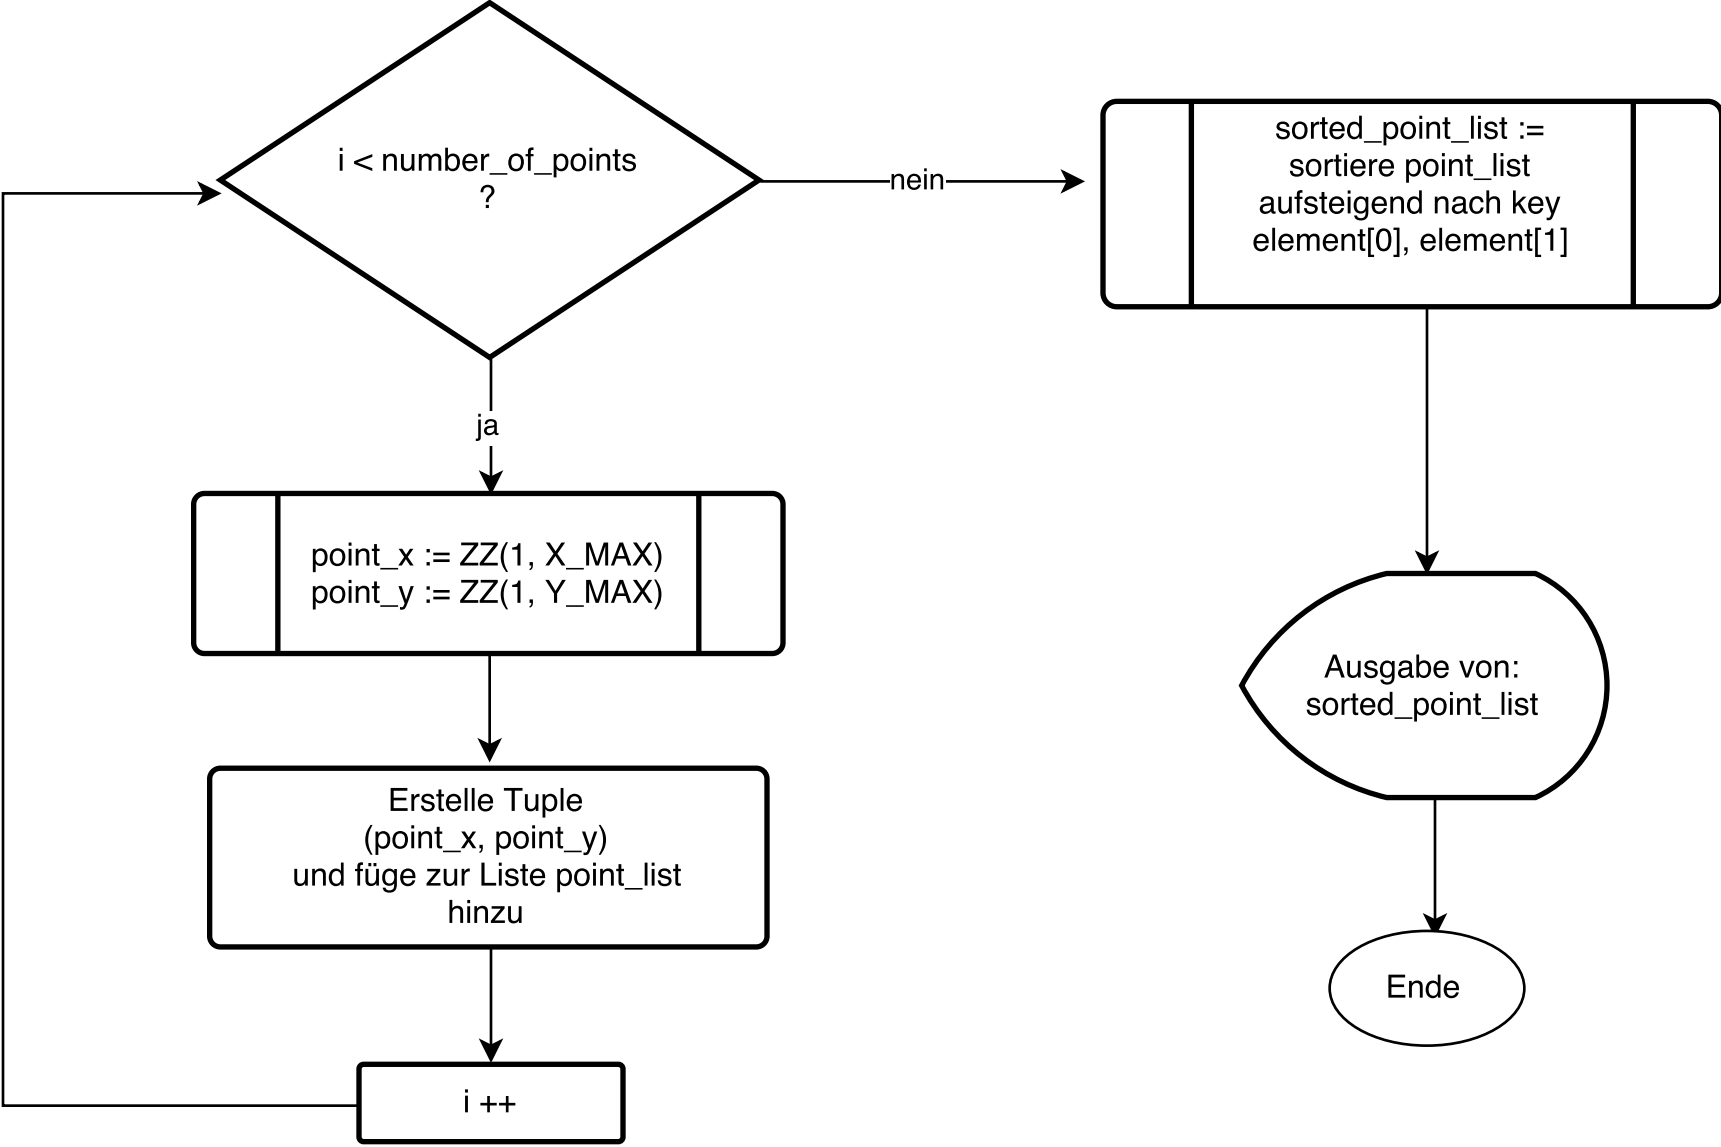 i < number_of_points
?
nein
ja
point_x := ZZ(1, X_MAX)
point_y := ZZ(1, Y_MAX)
Erstelle Tuple
(point_x, point_y)
und füge zur Liste point_list
hinzu
i ++
sorted_point_list :=
sortiere point_list
aufsteigend nach key
element[0], element[1]
Ausgabe von:
sorted_point_list
Ende